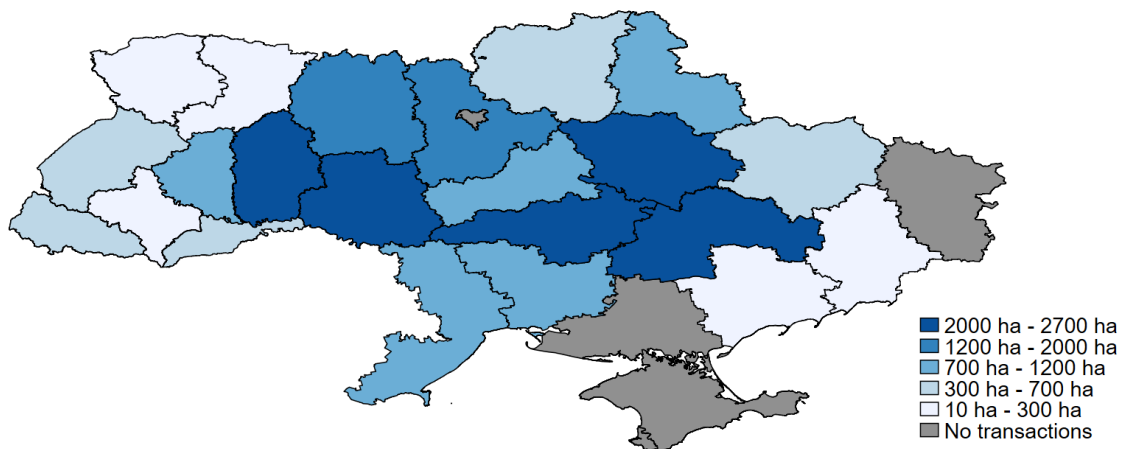 2000 ha - 2700 ha
1200 ha - 2000 ha
700 ha - 1200 ha
300 ha - 700 ha
10 ha - 300 ha
No transactions